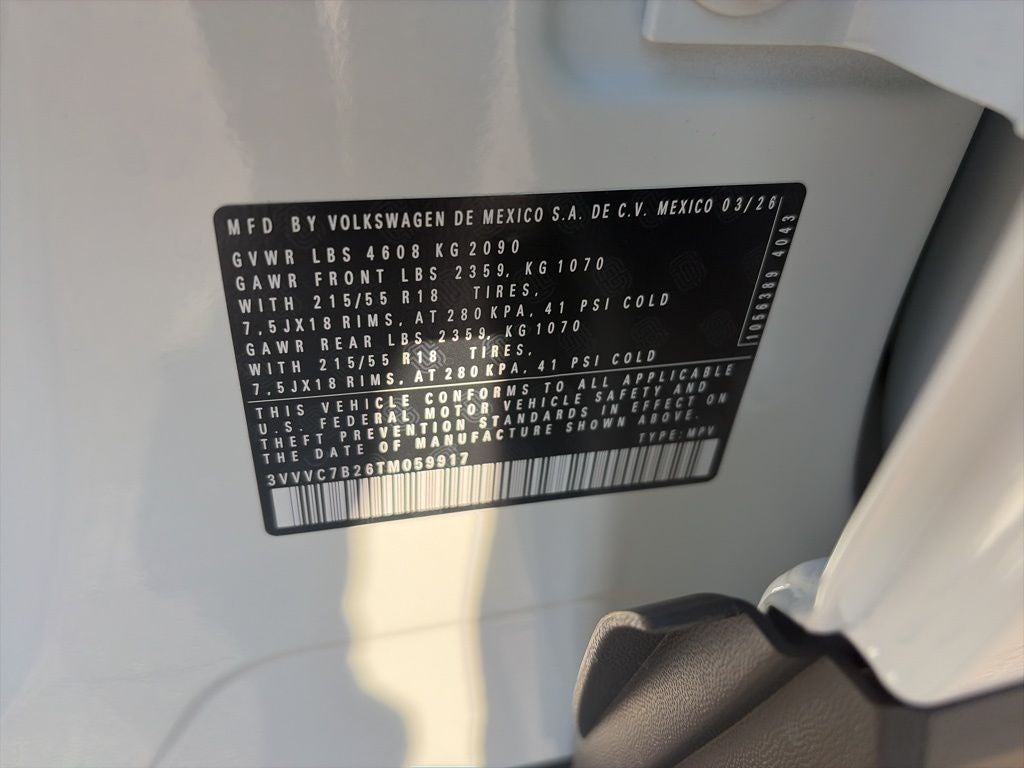 MFD BY VOLKSWAGEN DE MEXICO S.A. DE C.V. MEXICO 03/26
GVWR LBS 4608 KG 2090
GAWR FRONT LBS 2359, KG 1070
WITH 215/55 R18 TIRES,
7,5JX18 RIMS, AT 280 KPA, 41 PSI COLD
GAWR REAR LBS 2359, KG 1070
WITH 215/55 R18 TIRES,
7,5JX18 RIMS, AT 280 KPA, 41 PSI COLD
1056389 4043
THIS VEHICLE CONFORMS TO ALL APPLICABLE
U.S. FEDERAL MOTOR VEHICLE SAFETY AND
THEFT PREVENTION STANDARDS IN EFFECT ON
THE DATE OF MANUFACTURE SHOWN ABOVE.
3VVVC7B26TM059917 TYPE: MPV